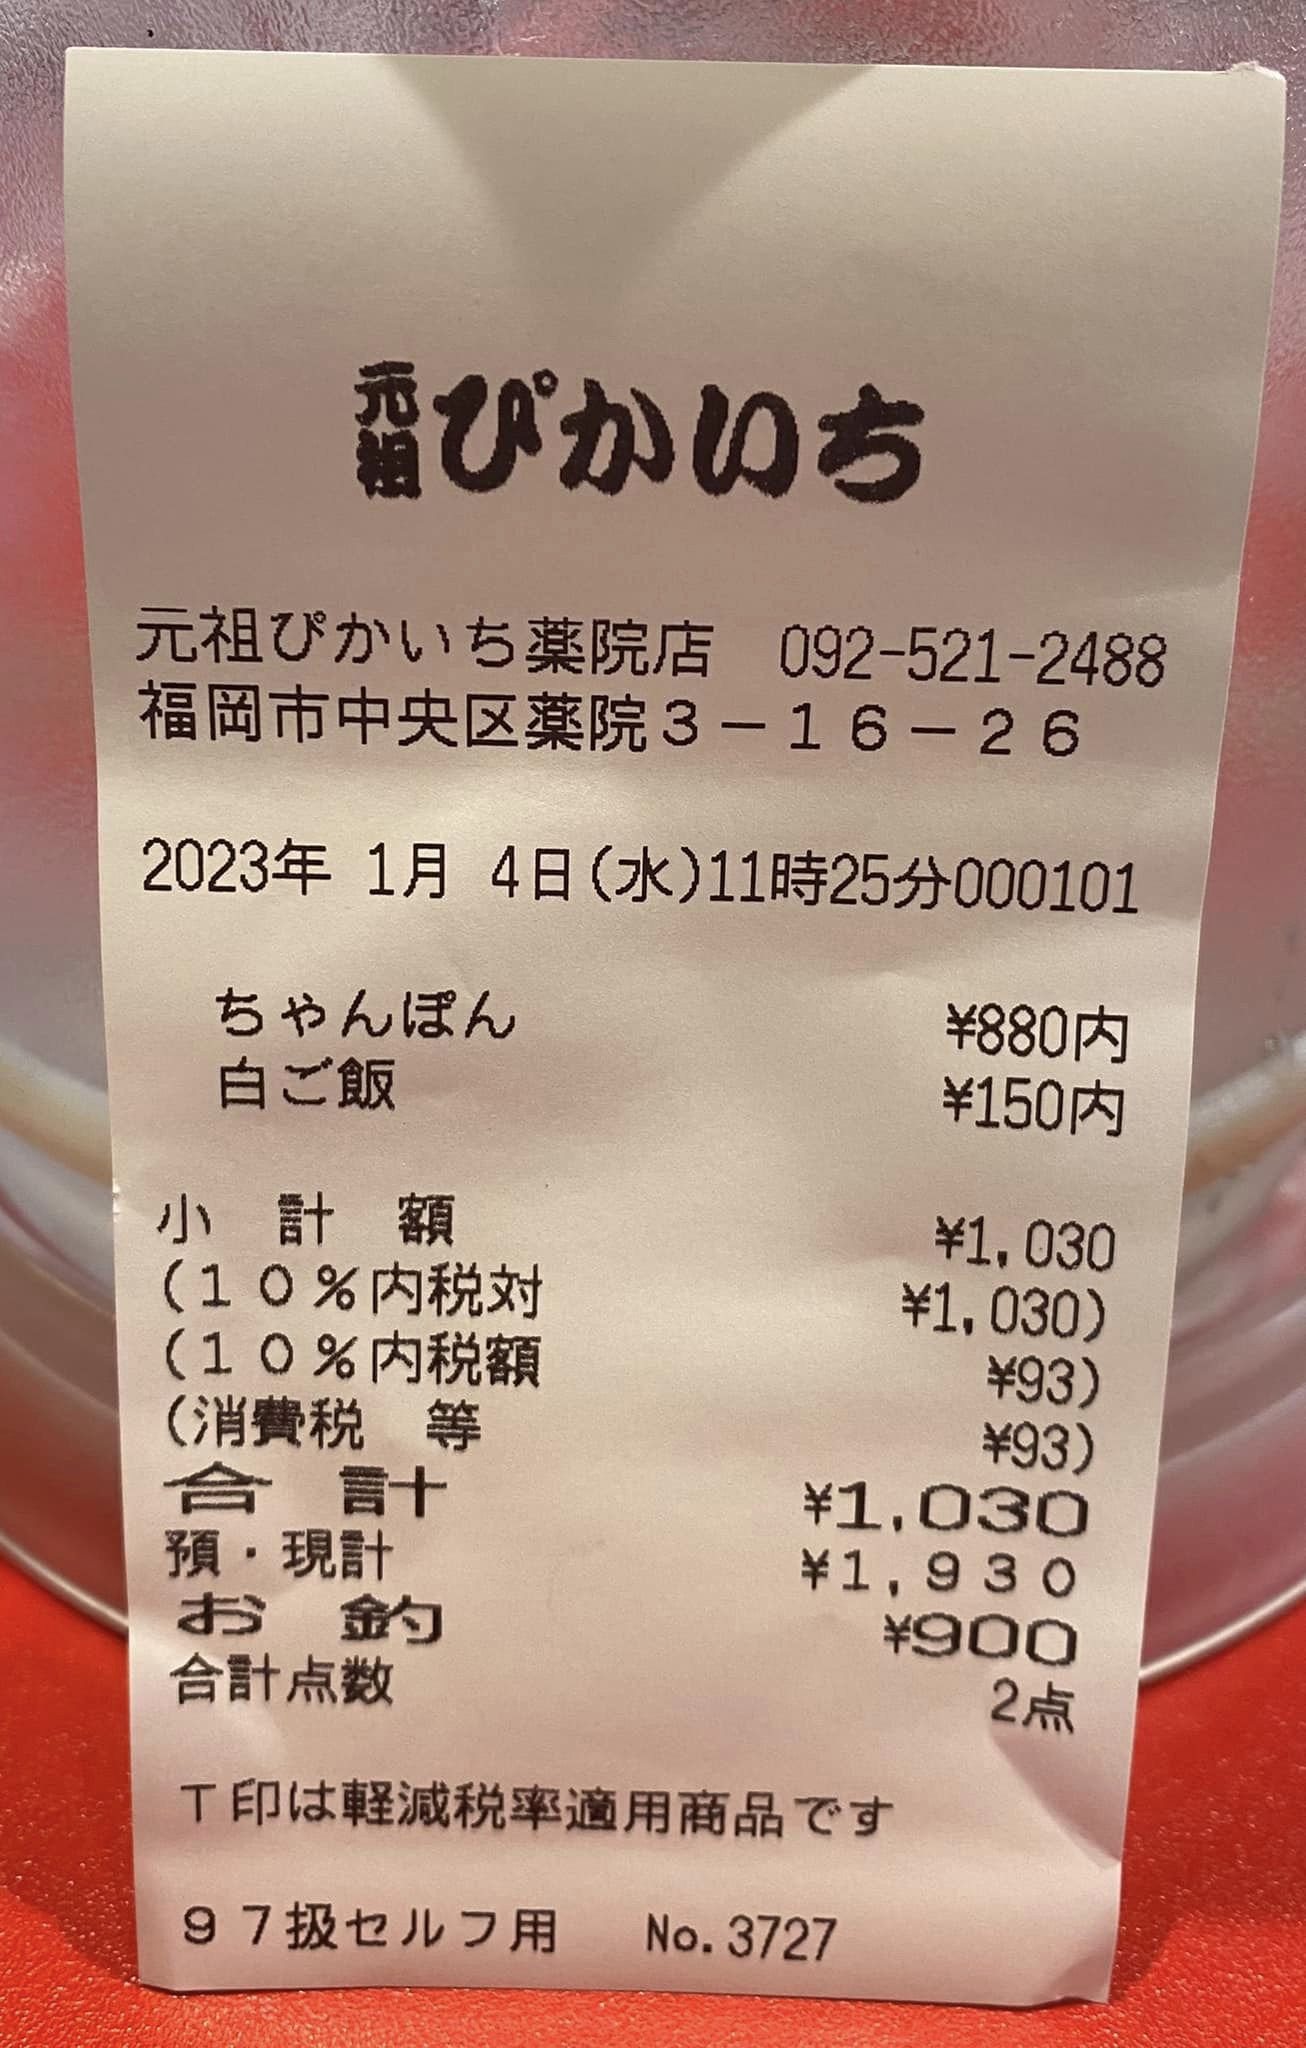 元祖ぴかいち
元祖ぴかいち薬院店　092-521-2488
福岡市中央区薬院３－１６－２６
2023年 1月 4日(水)11時25分000101
ちゃんぽん ¥880内
白ご飯 ¥150内
小　計　額 ¥1,030
(１０％内税対 ¥1,030)
(１０％内税額 ¥93)
(消費税　等 ¥93)
合　計 ¥1,030
預・現計 ¥1,930
お　釣 ¥900
合計点数 2点
Ｔ印は軽減税率適用商品です
９７扱セルフ用 No.3727